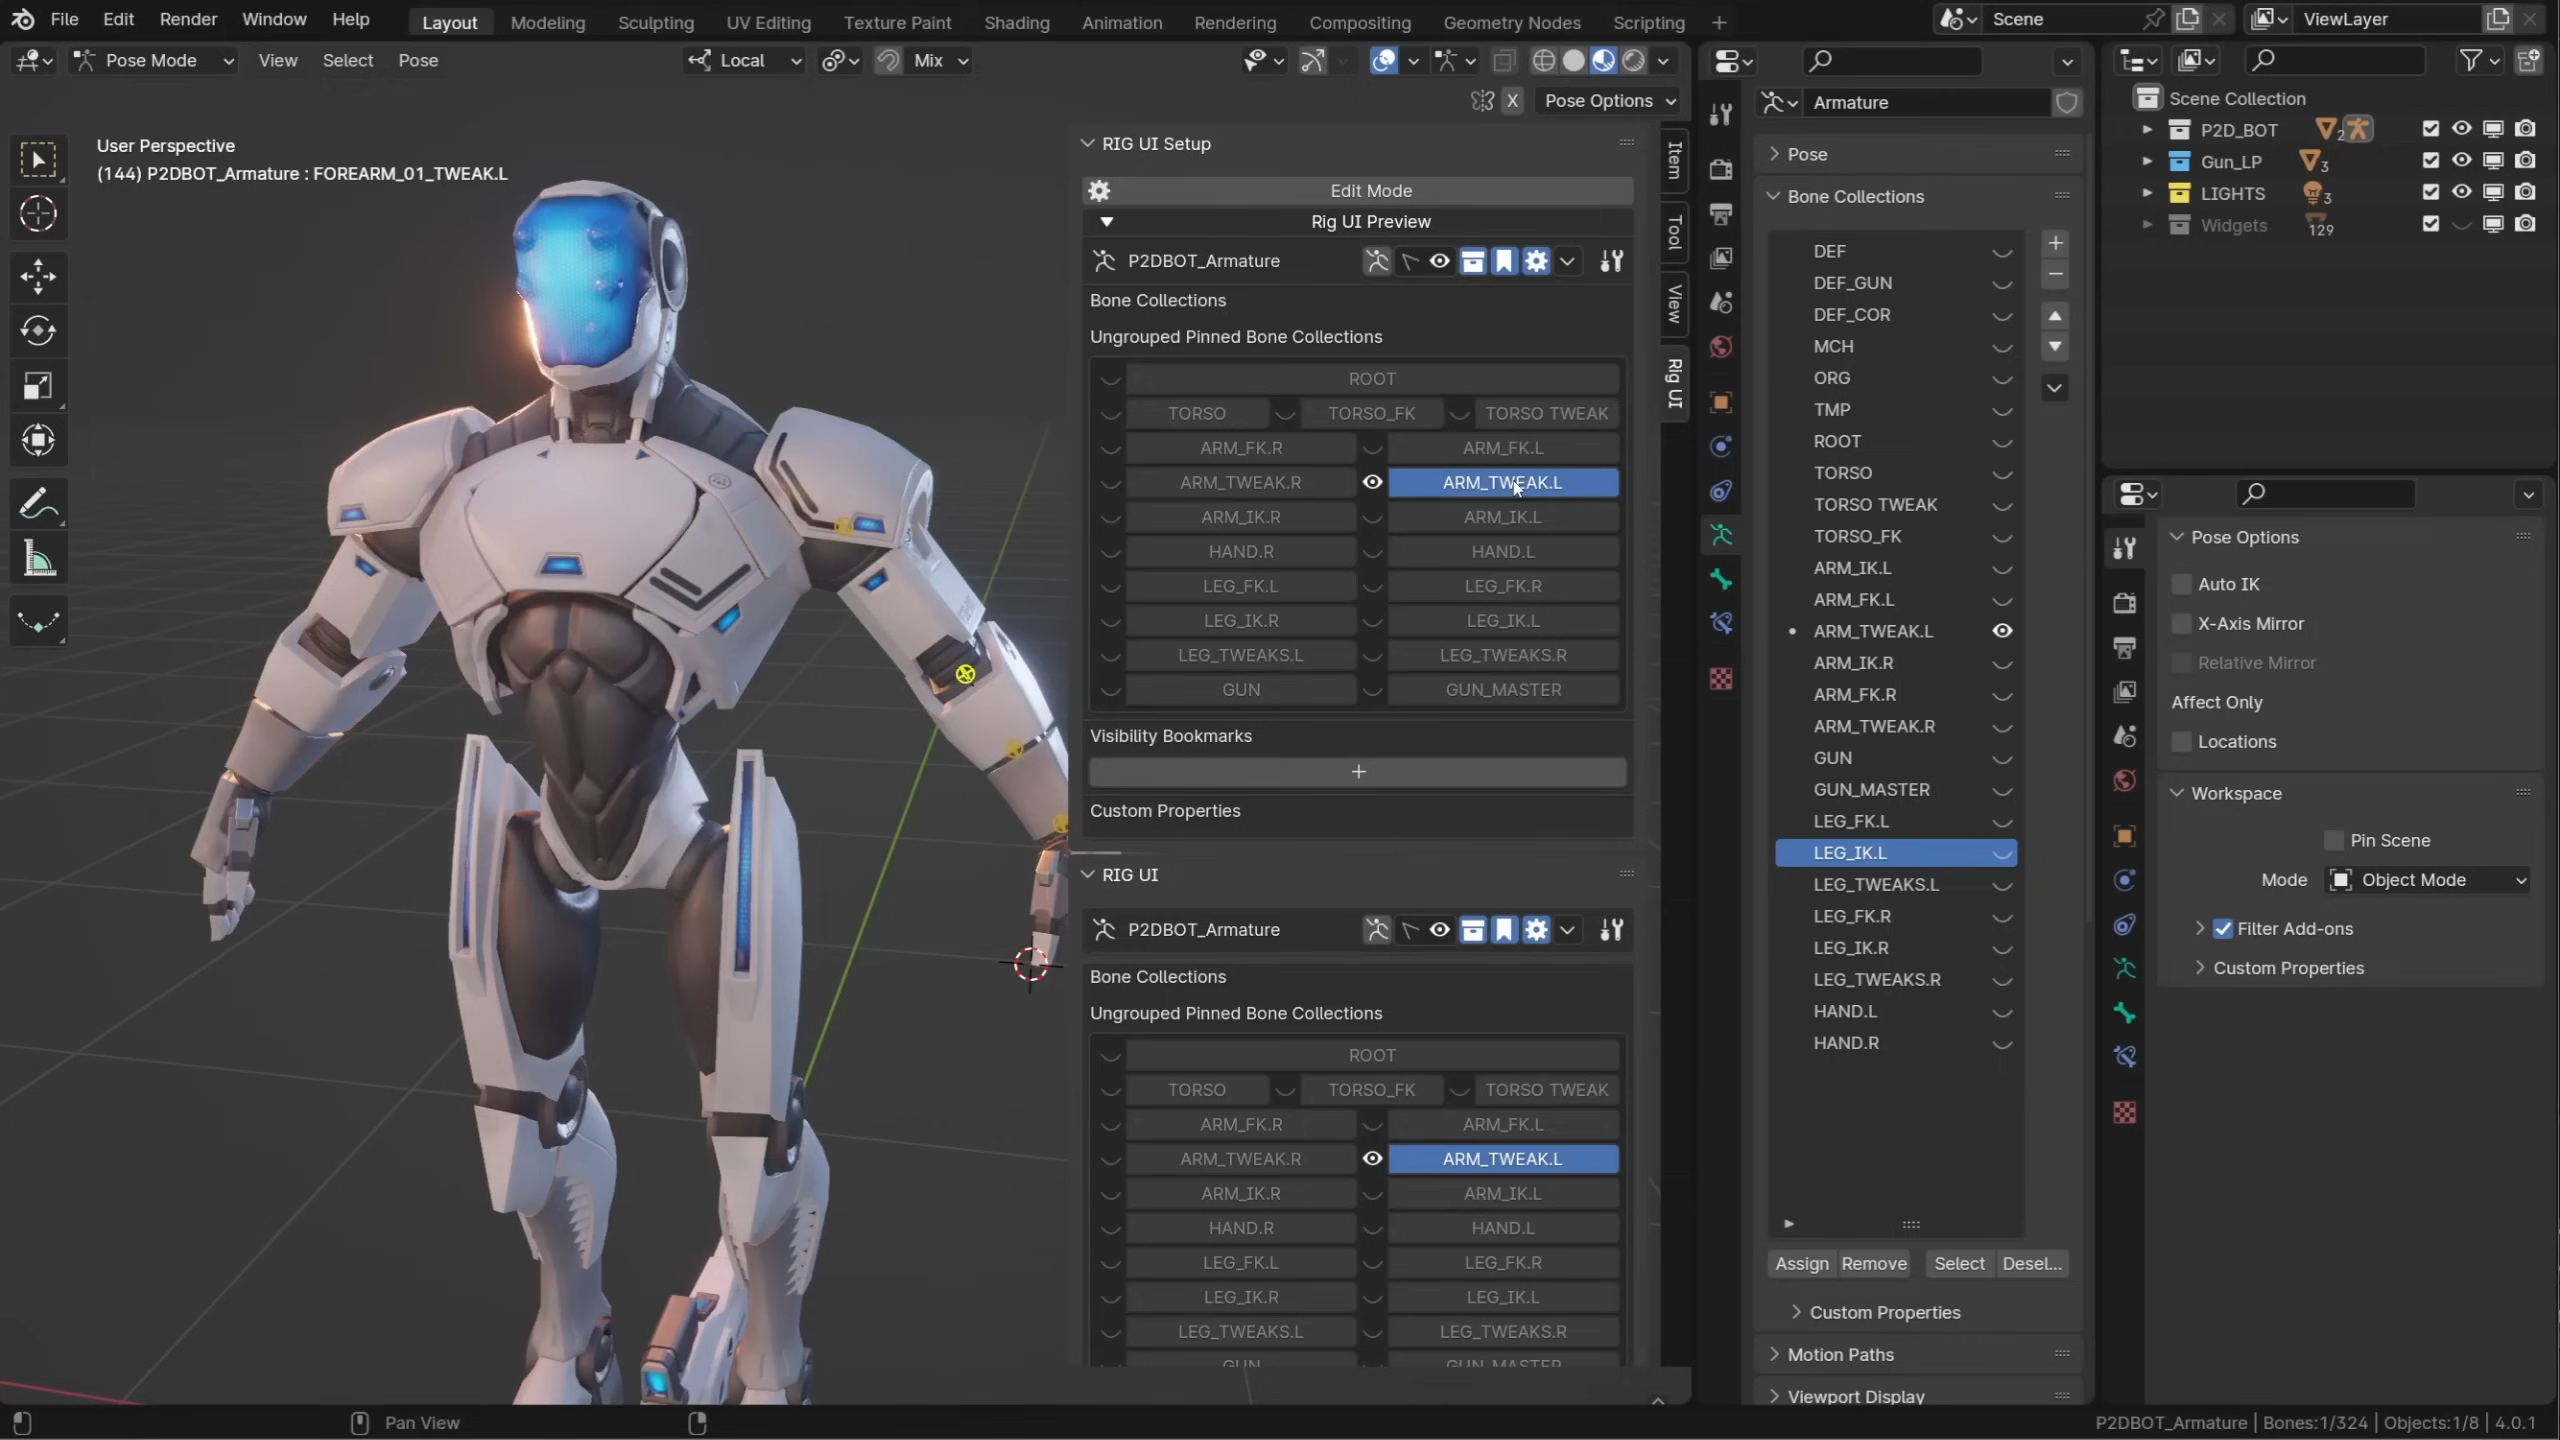 File Edit Render Window Help Layout Modeling Sculpting UV Editing Texture Paint Shading Animation Rendering Compositing Geometry Nodes Scripting + Scene ViewLayer
Pose Mode View Select Pose Local Mix
X Pose Options
User Perspective
(144) P2DBOT_Armature : FOREARM_01_TWEAK.L
RIG UI Setup
Edit Mode
Rig UI Preview
P2DBOT_Armature
Bone Collections
Ungrouped Pinned Bone Collections
ROOT
TORSO TORSO_FK TORSO TWEAK
ARM_FK.R ARM_FK.L
ARM_TWEAK.R ARM_TWEAK.L
ARM_IK.R ARM_IK.L
HAND.R HAND.L
LEG_FK.L LEG_FK.R
LEG_IK.R LEG_IK.L
LEG_TWEAKS.L LEG_TWEAKS.R
GUN GUN_MASTER
Visibility Bookmarks
+
Custom Properties
RIG UI
P2DBOT_Armature
Bone Collections
Ungrouped Pinned Bone Collections
ROOT
TORSO TORSO_FK TORSO TWEAK
ARM_FK.R ARM_FK.L
ARM_TWEAK.R ARM_TWEAK.L
ARM_IK.R ARM_IK.L
HAND.R HAND.L
LEG_FK.L LEG_FK.R
LEG_IK.R LEG_IK.L
LEG_TWEAKS.L LEG_TWEAKS.R
GUN GUN_MASTER
Item
Tool
View
Rig UI
Armature
Pose
Bone Collections
DEF
DEF_GUN
DEF_COR
MCH
ORG
TMP
ROOT
TORSO
TORSO TWEAK
TORSO_FK
ARM_IK.L
ARM_FK.L
ARM_TWEAK.L
ARM_IK.R
ARM_FK.R
ARM_TWEAK.R
GUN
GUN_MASTER
LEG_FK.L
LEG_IK.L
LEG_TWEAKS.L
LEG_FK.R
LEG_IK.R
LEG_TWEAKS.R
HAND.L
HAND.R
Assign Remove Select Desel...
Custom Properties
Motion Paths
Viewport Display
Scene Collection
P2D_BOT 2
Gun_LP 3
LIGHTS 3
Widgets 129
Pose Options
Auto IK
X-Axis Mirror
Relative Mirror
Affect Only
Locations
Workspace
Pin Scene
Mode Object Mode
Filter Add-ons
Custom Properties
Pan View
P2DBOT_Armature | Bones:1/324 | Objects:1/8 | 4.0.1